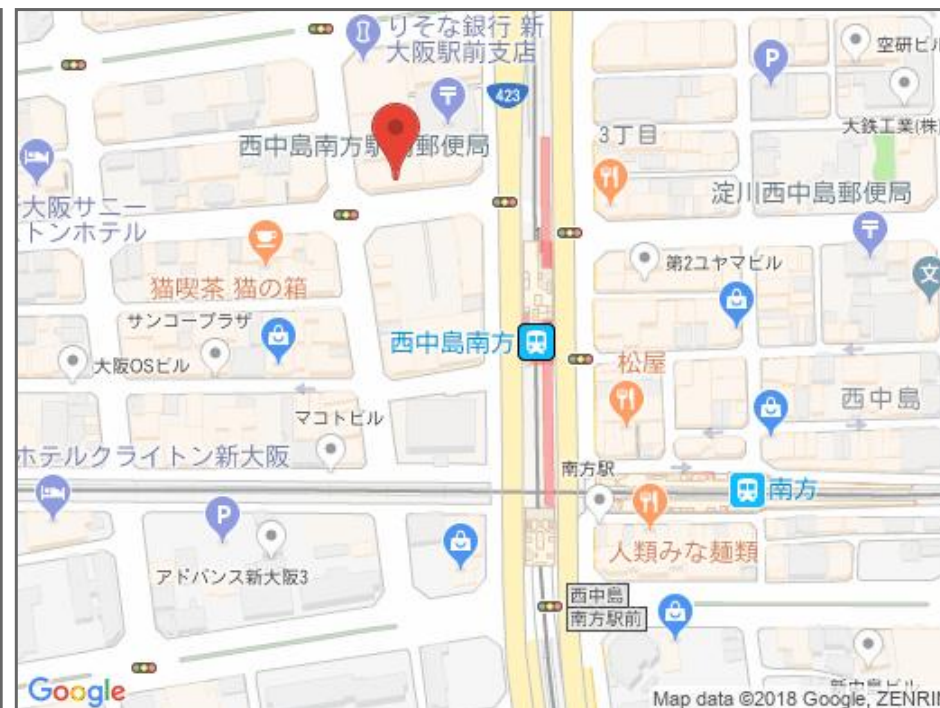 りそな銀行 新
大阪駅前支店
空研ビル
423
3丁目
大鉄工業(株
西中島南方駅
郵便局
淀川西中島郵便局
大阪サニー
トンホテル
猫喫茶 猫の箱
第2ユヤマビル
文
サンコープラザ
西中島南方
大阪OSビル
松屋
西中島
マコトビル
ホテルクライトン新大阪
南方駅
南方
P
P
人類みな麺類
アドバンス新大阪3
西中島
南方駅前
Google
Map data ©2018 Google, ZENRI